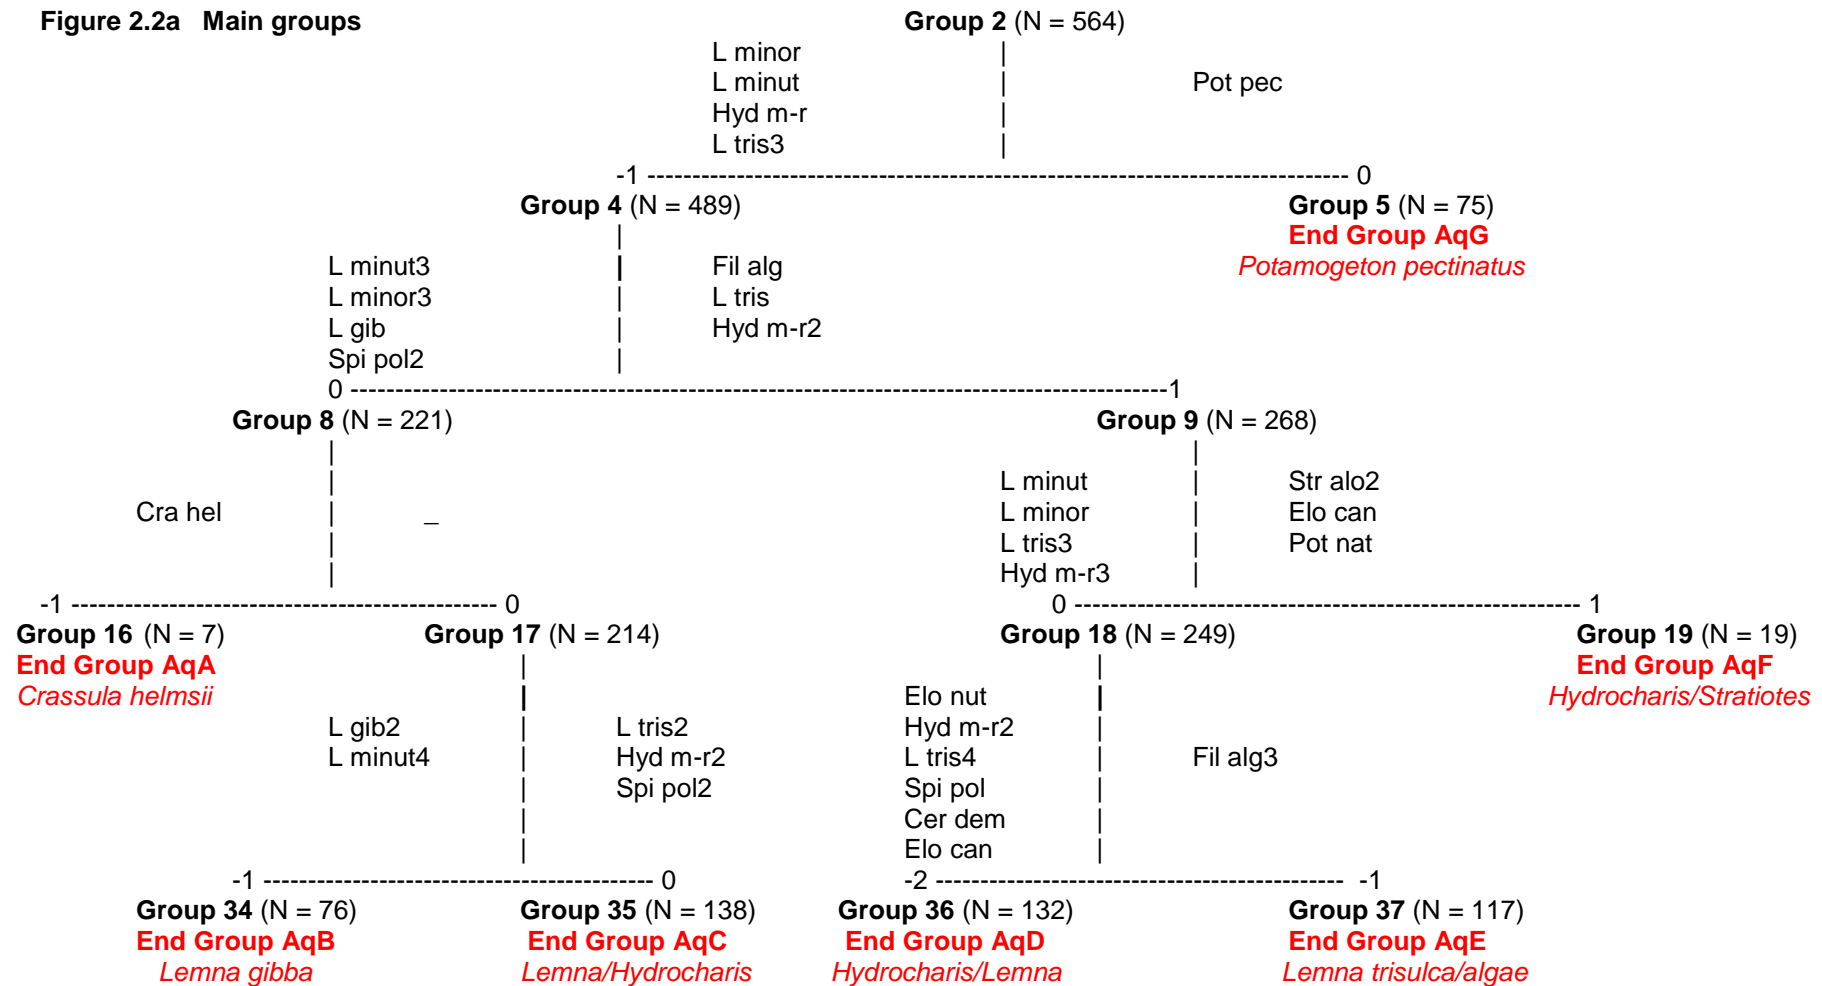 Figure 2.2a Main groups
Group 2 (N = 564)
L minor
L minut
Pot pec
Hyd m-r
L tris3
-1 ------------------------------------------------------------------------------ 0
Group 4 (N = 489)
Group 5 (N = 75)
End Group AqG
Potamogeton pectinatus
L minut3
Fil alg
L minor3
L tris
L gib
Hyd m-r2
Spi pol2
0 -------------------------------------------------------------------------------------------1
Group 8 (N = 221)
Group 9 (N = 268)
L minut
Str alo2
Cra hel
_
L minor
Elo can
L tris3
Pot nat
Hyd m-r3
-1 ----------------------------------------------- 0
0 -------------------------------------------------------- 1
Group 16 (N = 7)
Group 17 (N = 214)
Group 18 (N = 249)
Group 19 (N = 19)
End Group AqA
End Group AqF
Crassula helmsii
Hydrocharis/Stratiotes
Elo nut
L gib2
L tris2
Hyd m-r2
L minut4
Hyd m-r2
L tris4
Fil alg3
Spi pol2
Spi pol
Cer dem
Elo can
-1 ------------------------------------------- 0
-2 --------------------------------------------- -1
Group 34 (N = 76)
Group 35 (N = 138)
Group 36 (N = 132)
Group 37 (N = 117)
End Group AqB
End Group AqC
End Group AqD
End Group AqE
Lemna gibba
Lemna/Hydrocharis
Hydrocharis/Lemna
Lemna trisulca/algae